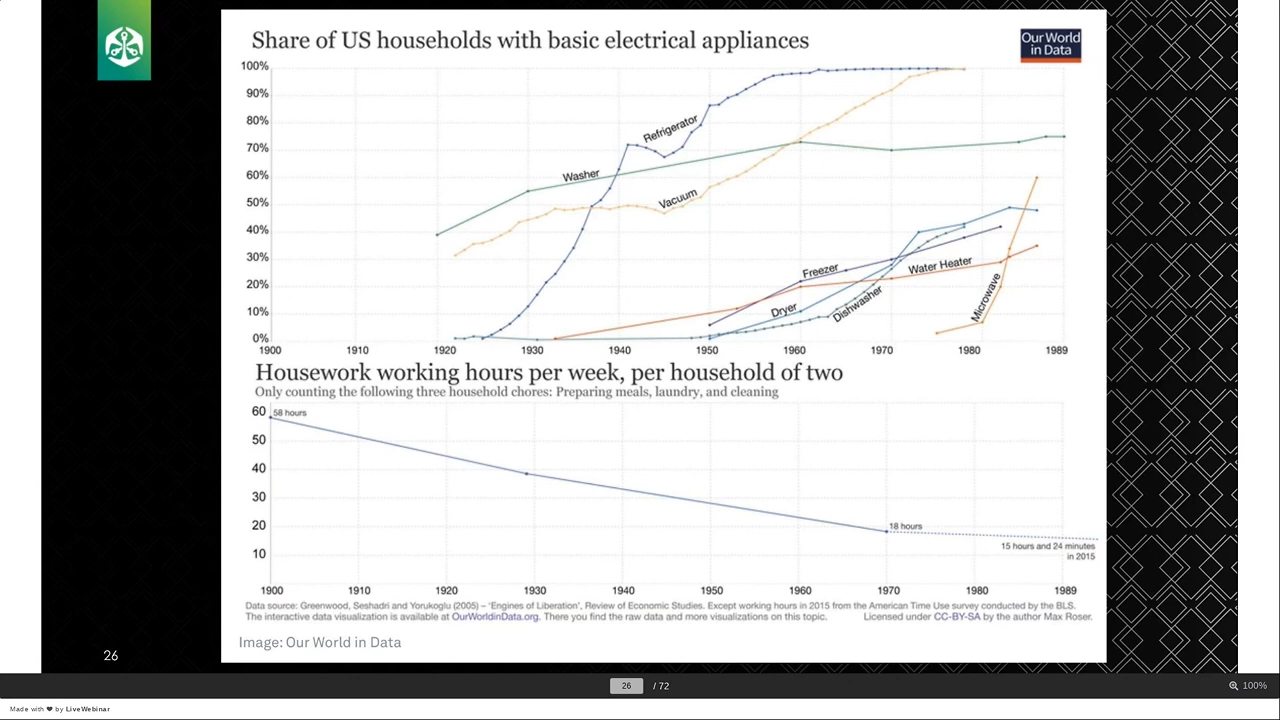 Share of US households with basic electrical appliances
Our World
in Data
100%
90%
80%
70%
60%
50%
40%
30%
20%
10%
0%
Refrigerator
Washer
Vacuum
Freezer
Water Heater
Dryer
Dishwasher
Microwave
1900 1910 1920 1930 1940 1950 1960 1970 1980 1989
Housework working hours per week, per household of two
Only counting the following three household chores: Preparing meals, laundry, and cleaning
60
50
40
30
20
10
58 hours
18 hours
15 hours and 24 minutes
in 2015
1900 1910 1920 1930 1940 1950 1960 1970 1980 1989
Data source: Greenwood, Seshadri and Yorukoglu (2005) – 'Engines of Liberation', Review of Economic Studies. Except working hours in 2015 from the American Time Use survey conducted by the BLS.
The interactive data visualization is available at OurWorldinData.org. There you find the raw data and more visualizations on this topic. Licensed under CC-BY-SA by the author Max Roser.
Image: Our World in Data
26
26 / 72
100%
Made with ❤ by LiveWebinar